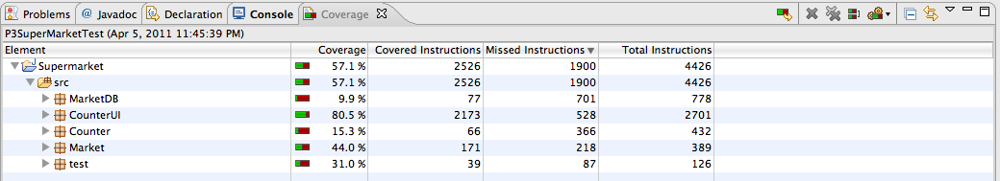 Problems @ Javadoc Declaration Console Coverage
P3SuperMarketTest (Apr 5, 2011 11:45:39 PM)
Element Coverage Covered Instructions Missed Instructions Total Instructions
Supermarket 57.1 % 2526 1900 4426
src 57.1 % 2526 1900 4426
MarketDB 9.9 % 77 701 778
CounterUI 80.5 % 2173 528 2701
Counter 15.3 % 66 366 432
Market 44.0 % 171 218 389
test 31.0 % 39 87 126